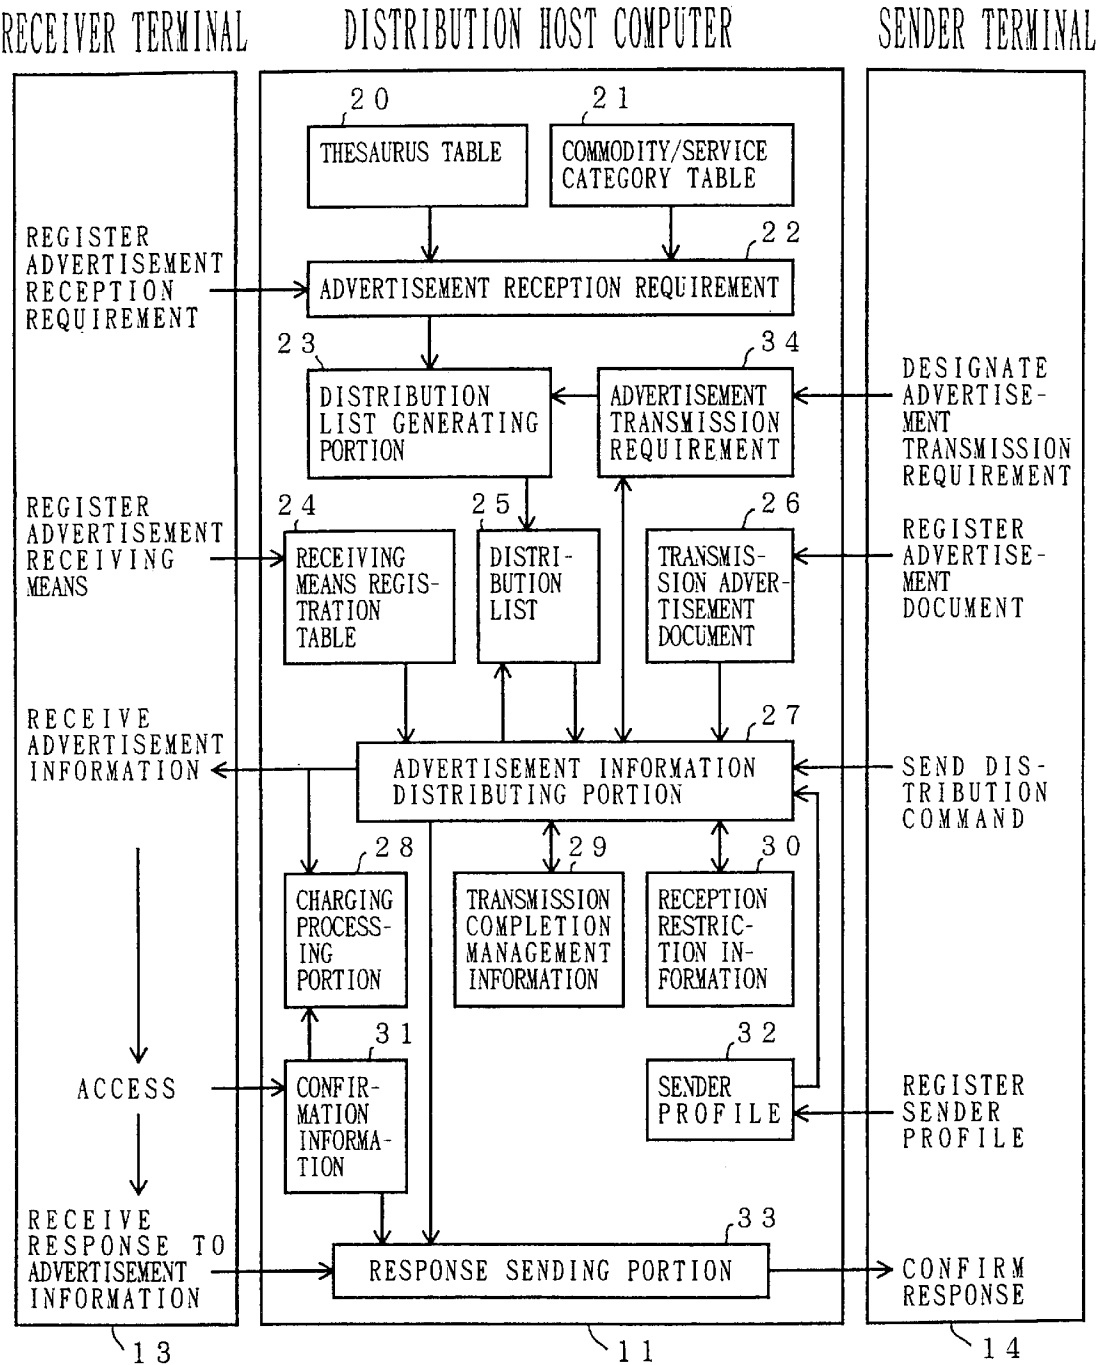 RECEIVER TERMINAL
DISTRIBUTION HOST COMPUTER
SENDER TERMINAL
20
THESAURUS TABLE
21
COMMODITY/SERVICE
CATEGORY TABLE
REGISTER
ADVERTISEMENT
RECEPTION
REQUIREMENT
22
ADVERTISEMENT RECEPTION REQUIREMENT
23
DISTRIBUTION
LIST GENERATING
PORTION
34
ADVERTISEMENT
TRANSMISSION
REQUIREMENT
DESIGNATE
ADVERTISE-
MENT
TRANSMISSION
REQUIREMENT
REGISTER
ADVERTISEMENT
RECEIVING
MEANS
24
RECEIVING
MEANS REGIS-
TRATION
TABLE
25
DISTRI-
BUTION
LIST
26
TRANSMIS-
SION ADVER-
TISEMENT
DOCUMENT
REGISTER
ADVERTISE-
MENT
DOCUMENT
RECEIVE
ADVERTISEMENT
INFORMATION
27
ADVERTISEMENT INFORMATION
DISTRIBUTING PORTION
SEND DIS-
TRIBUTION
COMMAND
28
CHARGING
PROCESS-
ING
PORTION
29
TRANSMISSION
COMPLETION
MANAGEMENT
INFORMATION
30
RECEPTION
RESTRIC-
TION IN-
FORMATION
ACCESS
31
CONFIR-
MATION
INFORMA-
TION
32
SENDER
PROFILE
REGISTER
SENDER
PROFILE
RECEIVE
RESPONSE TO
ADVERTISEMENT
INFORMATION
33
RESPONSE SENDING PORTION
CONFIRM
RESPONSE
13
11
14